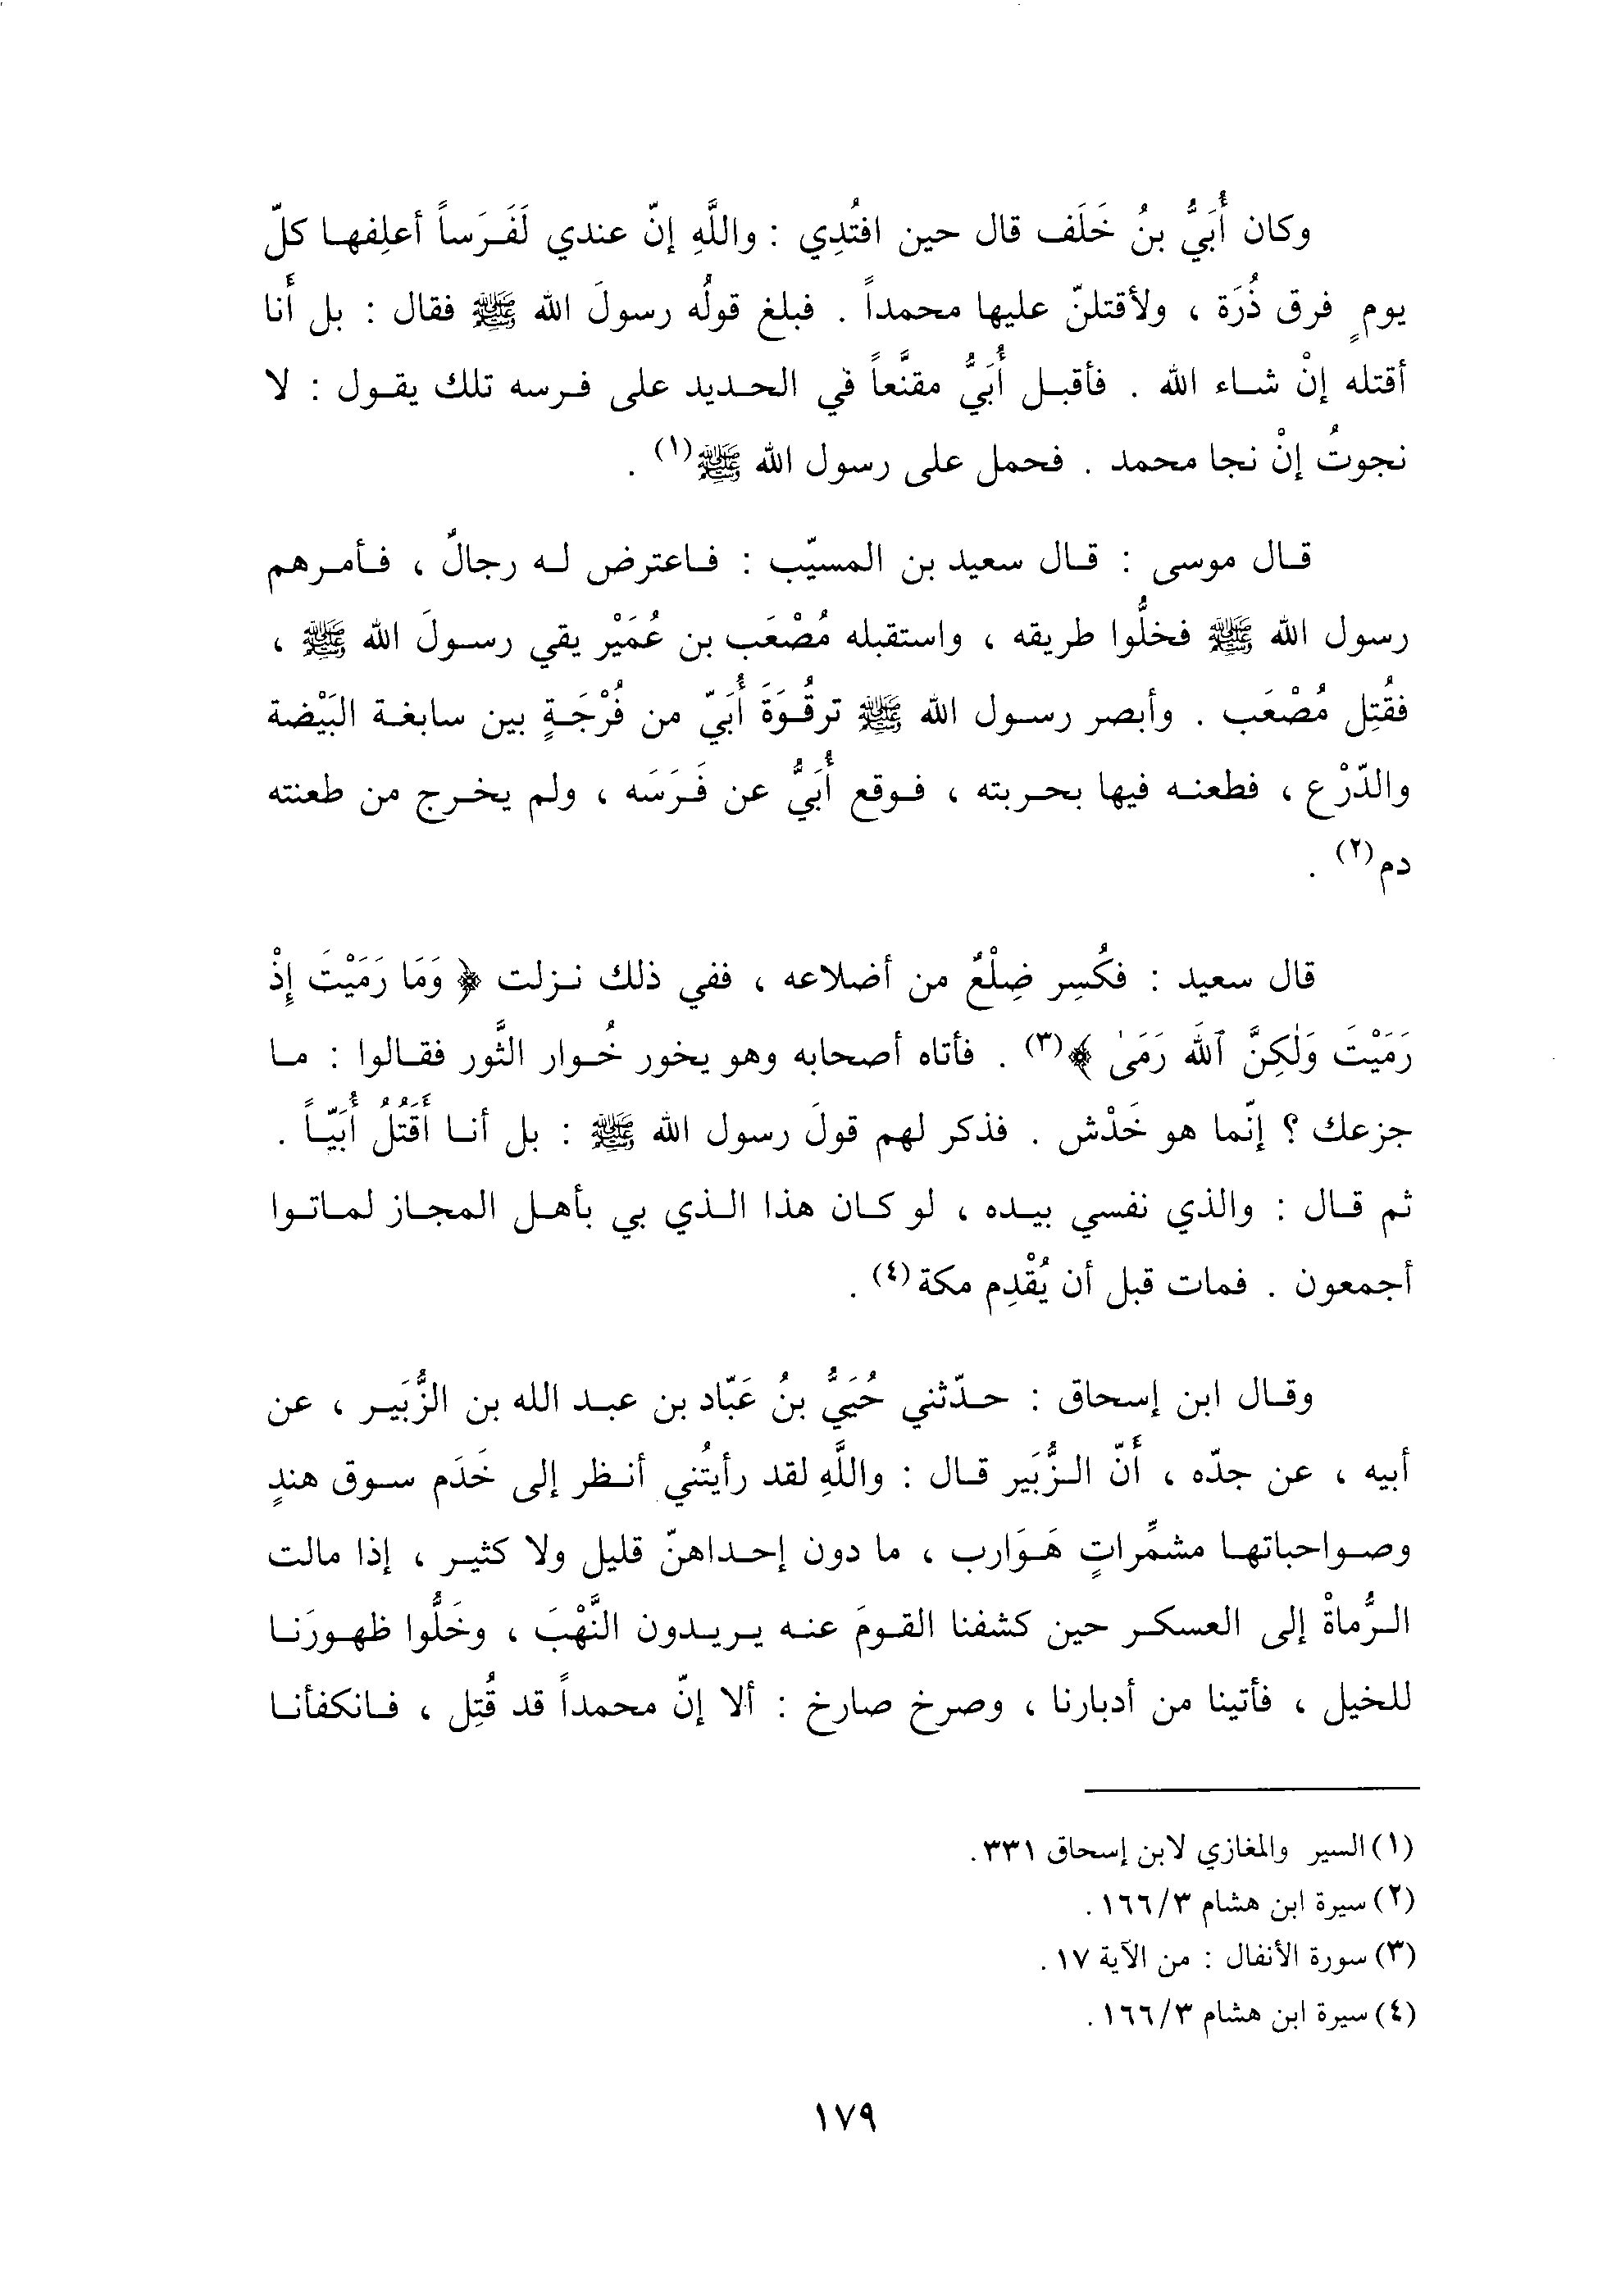 وكان أُبَيُّ بنُ خَلَف قال حين افتُدِي : واللَّهِ إنّ عندي لَفَرَساً أعلِفها كلّ
يومٍ فرق ذُرَة ، ولأقتلنّ عليها محمداً . فبلغ قولُه رسولَ الله ﷺ فقال : بل أَنا
أقتله إنْ شاء الله . فأقبل أُبَيُّ مقنَّعاً في الحديد على فرسه تلك يقول : لا
نجوتُ إنْ نجا محمد . فحمل على رسول الله ﷺ(١) .
قال موسى : قال سعيد بن المسيّب : فاعترض له رجالٌ ، فأمرهم
رسول الله ﷺ فخلُّوا طريقه ، واستقبله مُصْعَب بن عُمَيْر يقي رسولَ الله ﷺ ،
فقُتِل مُصْعَب . وأبصر رسول الله ﷺ ترقُوَةَ أُبَيّ من فُرْجَةٍ بين سابغة البَيْضة
والدّرْع ، فطعنه فيها بحربته ، فوقع أُبَيُّ عن فَرَسَه ، ولم يخرج من طعنته
دم(٢) .
قال سعيد : فكُسِر ضِلْعٌ من أضلاعه ، ففي ذلك نزلت ﴿ وَمَا رَمَيْتَ إِذْ
رَمَيْتَ وَلٰكِنَّ ٱللَّهَ رَمَىٰ ﴾(٣) . فأتاه أصحابه وهو يخور خُوار الثَّور فقالوا : ما
جزعك ؟ إنّما هو خَدْش . فذكر لهم قولَ رسول الله ﷺ : بل أنا أَقَتُلُ أُبَيّاً .
ثم قال : والذي نفسي بيده ، لو كان هذا الذي بي بأهل المجاز لماتوا
أجمعون . فمات قبل أن يُقْدِم مكة(٤) .
وقال ابن إسحاق : حدّثني حُيَيُّ بنُ عَبّاد بن عبد الله بن الزُّبَير ، عن
أبيه ، عن جدّه ، أَنّ الزُّبَير قال : واللَّهِ لقد رأيتُني أنظر إلى خَدَم سوق هندٍ
وصواحباتها مشمِّراتٍ هَوَارب ، ما دون إحداهنّ قليل ولا كثير ، إذا مالت
الرُّماةْ إلى العسكر حين كشفنا القومَ عنه يريدون النَّهْبَ ، وخَلُّوا ظهورَنا
للخيل ، فأتينا من أدبارنا ، وصرخ صارخ : ألا إنّ محمداً قد قُتِل ، فانكفأنا
(١) السير والمغازي لابن إسحاق ٣٣١.
(٢) سيرة ابن هشام ١٦٦/٣.
(٣) سورة الأنفال : من الآية ١٧.
(٤) سيرة ابن هشام ١٦٦/٣.
١٧٩